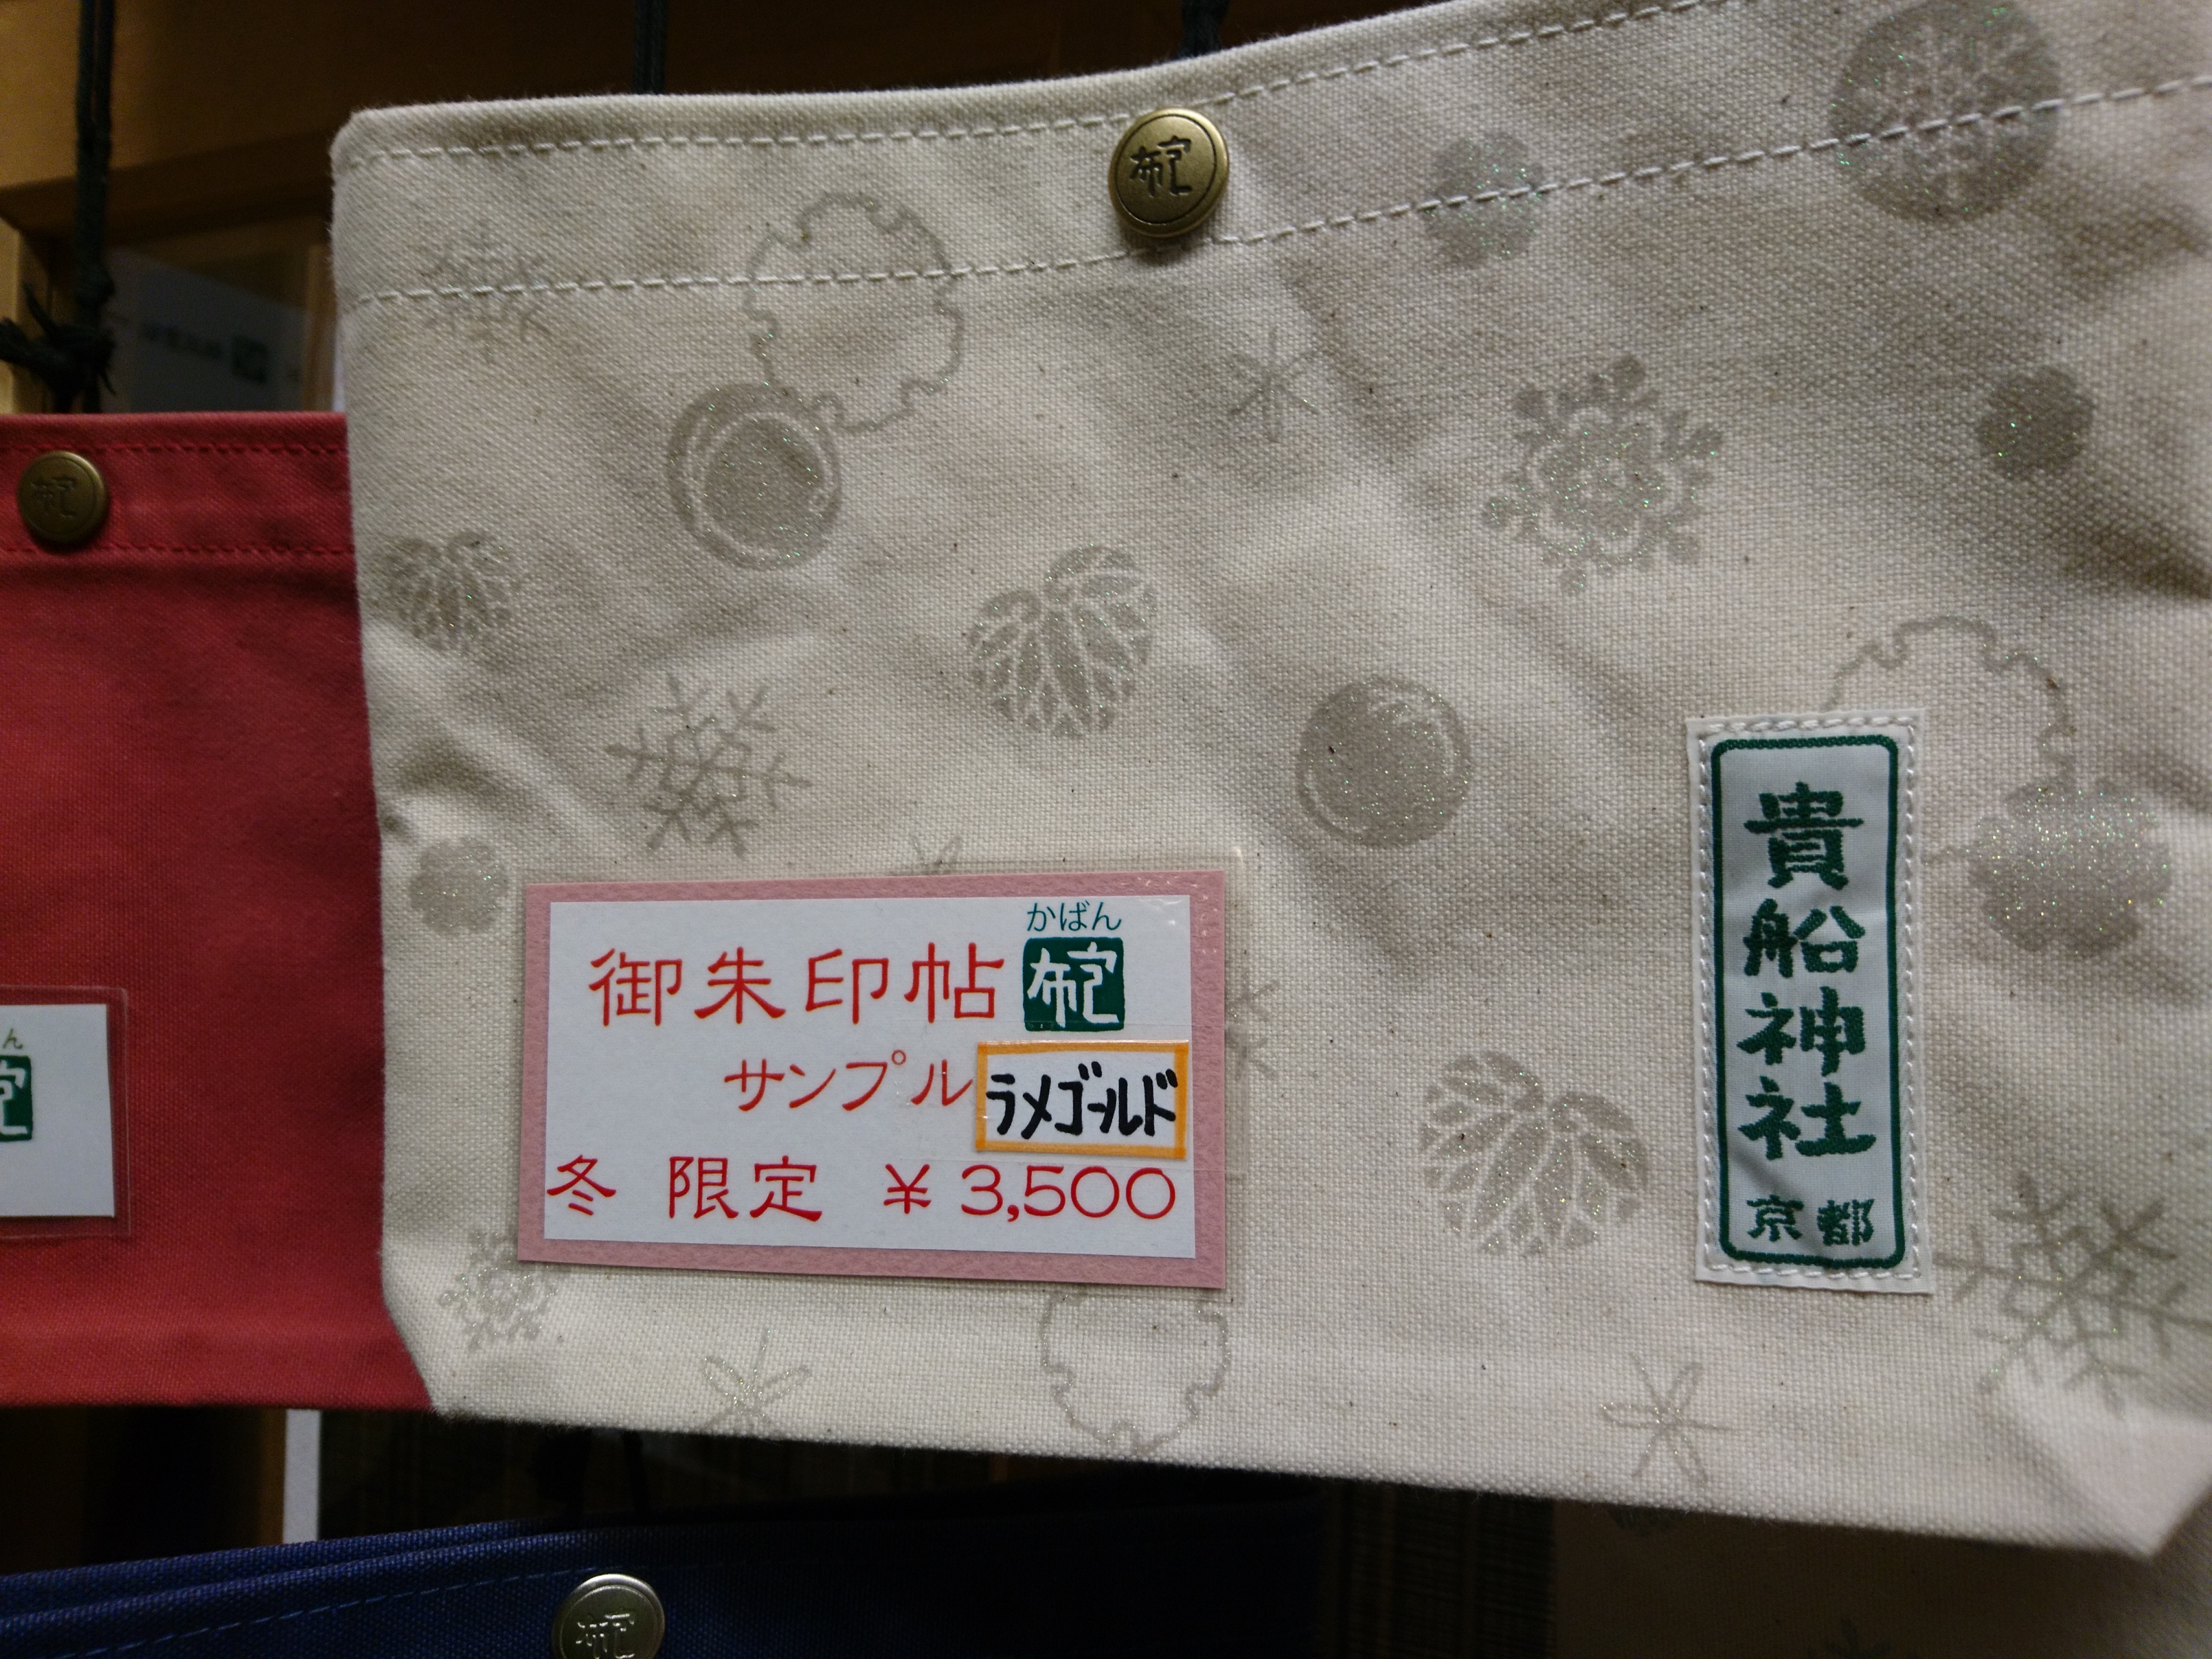 かばん
御朱印帖
サンプル ラメゴールド
冬 限定 ¥3,500
貴船神社
京都
ん